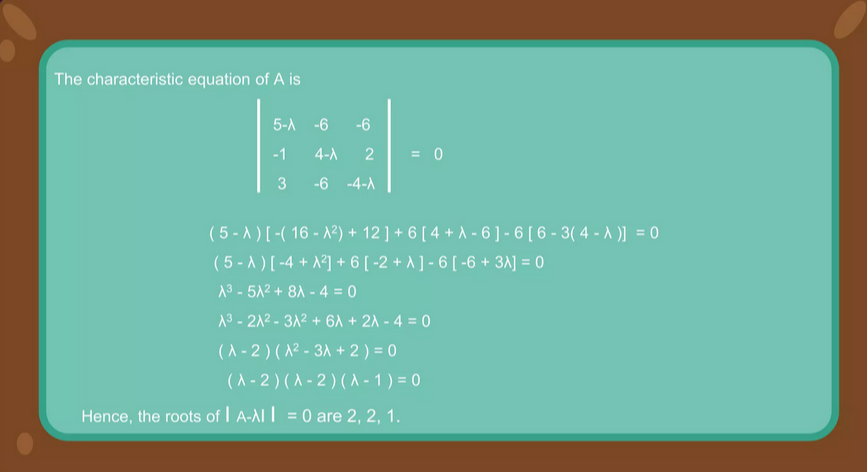 The characteristic equation of A is
5-λ -6 -6
-1 4-λ 2 = 0
3 -6 -4-λ
( 5 - λ ) [ -( 16 - λ²) + 12 ] + 6 [ 4 + λ - 6 ] - 6 [ 6 - 3( 4 - λ )] = 0
( 5 - λ ) [ -4 + λ²] + 6 [ -2 + λ ] - 6 [ -6 + 3λ] = 0
λ³ - 5λ² + 8λ - 4 = 0
λ³ - 2λ² - 3λ² + 6λ + 2λ - 4 = 0
( λ - 2 ) ( λ² - 3λ + 2 ) = 0
( λ - 2 ) ( λ - 2 ) ( λ - 1 ) = 0
Hence, the roots of | A-λI | = 0 are 2, 2, 1.